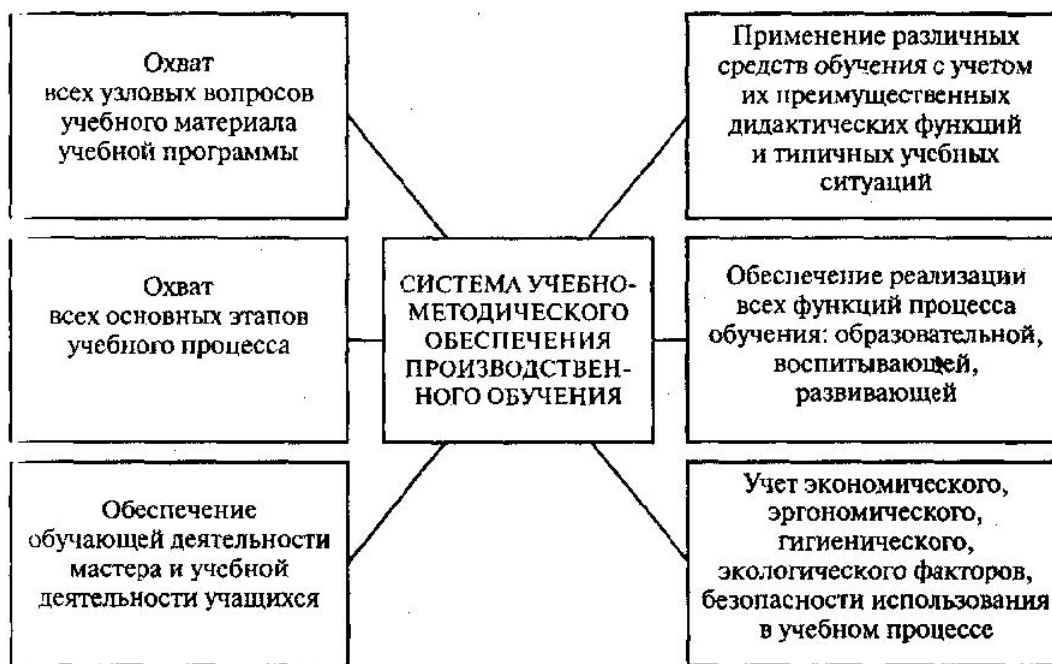 Охват
всех узловых вопросов
учебного материала
учебной программы
Применение различных
средств обучения с учетом
их преимущественных
дидактических функций
и типичных учебных
ситуаций
Охват
всех основных этапов
учебного процесса
СИСТЕМА УЧЕБНО-
МЕТОДИЧЕСКОГО
ОБЕСПЕЧЕНИЯ
ПРОИЗВОДСТВЕН-
НОГО ОБУЧЕНИЯ
Обеспечение реализации
всех функций процесса
обучения: образовательной,
воспитывающей,
развивающей
Обеспечение
обучающей деятельности
мастера и учебной
деятельности учащихся
Учет экономического,
эргономического,
гигиенического,
экологического факторов,
безопасности использования
в учебном процессе